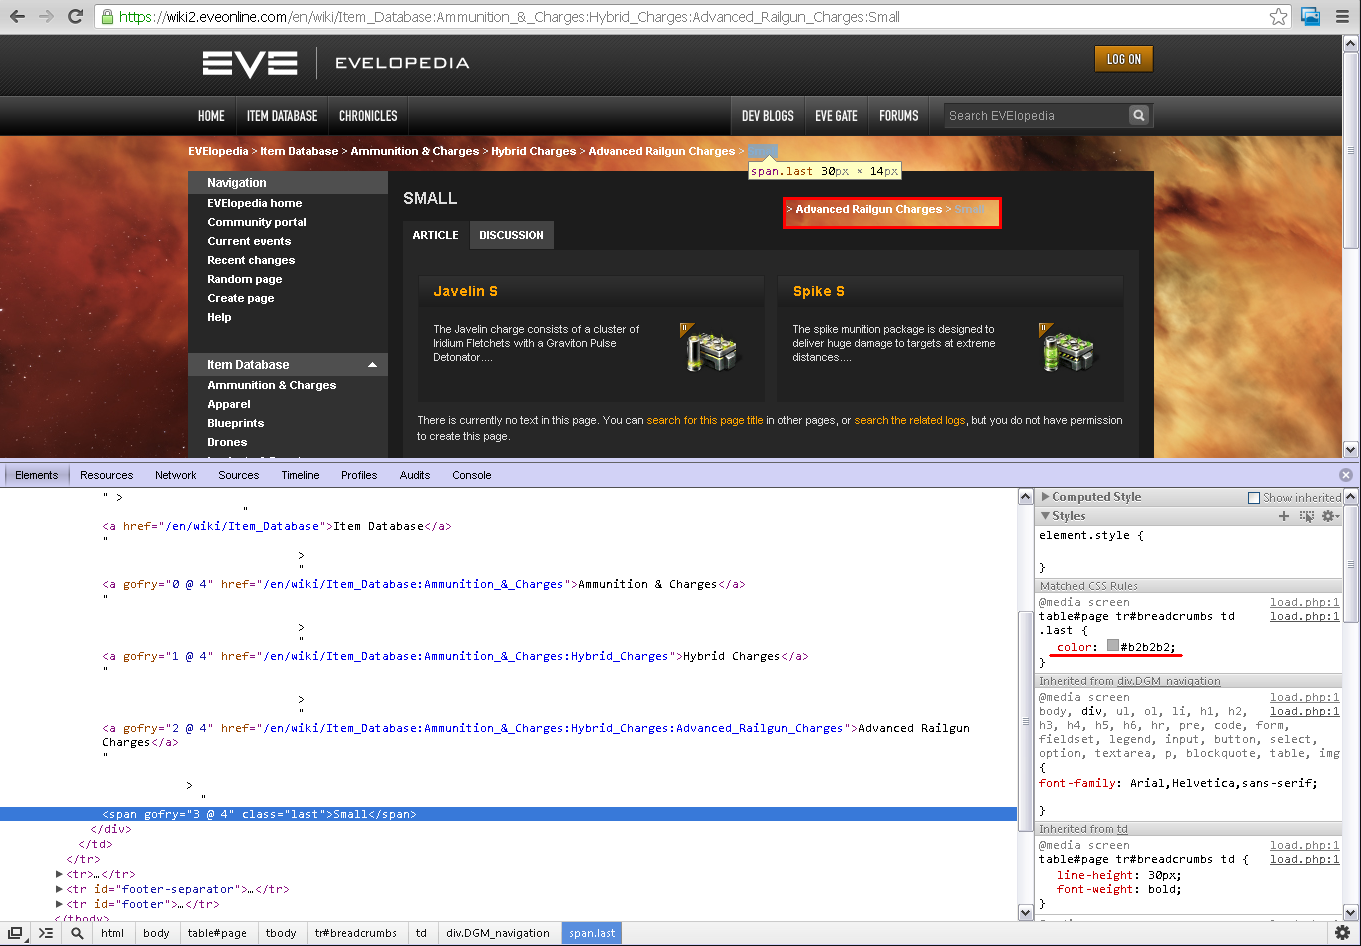 https://wiki2.eveonline.com/en/wiki/Item_Database:Ammunition_&_Charges:Hybrid_Charges:Advanced_Railgun_Charges:Small
EVE | EVELOPEDIA
LOG ON
HOME ITEM DATABASE CHRONICLES DEV BLOGS EVE GATE FORUMS Search EVElopedia
EVElopedia > Item Database > Ammunition & Charges > Hybrid Charges > Advanced Railgun Charges >
span.last 30px × 14px
Navigation
EVElopedia home
Community portal
Current events
Recent changes
Random page
Create page
Help
Item Database
Ammunition & Charges
Apparel
Blueprints
Drones
SMALL
> Advanced Railgun Charges > Small
ARTICLE DISCUSSION
Javelin S
The Javelin charge consists of a cluster of
Iridium Fletchets with a Graviton Pulse
Detonator....
Spike S
The spike munition package is designed to
deliver huge damage to targets at extreme
distances....
There is currently no text in this page. You can search for this page title in other pages, or search the related logs, but you do not have permission
to create this page.
Elements Resources Network Sources Timeline Profiles Audits Console
" >
"
<a href="/en/wiki/Item_Database">Item Database</a>
"
>
"
<a gofry="0 @ 4" href="/en/wiki/Item_Database:Ammunition_&_Charges">Ammunition & Charges</a>
"
>
"
<a gofry="1 @ 4" href="/en/wiki/Item_Database:Ammunition_&_Charges:Hybrid_Charges">Hybrid Charges</a>
"
>
"
<a gofry="2 @ 4" href="/en/wiki/Item_Database:Ammunition_&_Charges:Hybrid_Charges:Advanced_Railgun_Charges">Advanced Railgun
Charges</a>
"
>
"
<span gofry="3 @ 4" class="last">Small</span>
</div>
</td>
</tr>
<tr>…</tr>
<tr id="footer-separator">…</tr>
<tr id="footer">…</tr>
</tbody>
Computed Style Show inherited
Styles
element.style {
}
Matched CSS Rules
@media screen load.php:1
table#page tr#breadcrumbs td load.php:1
.last {
color: #b2b2b2;
}
Inherited from div.DGM_navigation
@media screen load.php:1
body, div, ul, ol, li, h1, h2, load.php:1
h3, h4, h5, h6, hr, pre, code, form,
fieldset, legend, input, button, select,
option, textarea, p, blockquote, table, img
{
font-family: Arial,Helvetica,sans-serif;
}
Inherited from td
@media screen load.php:1
table#page tr#breadcrumbs td { load.php:1
line-height: 30px;
font-weight: bold;
}
html body table#page tbody tr#breadcrumbs td div.DGM_navigation span.last